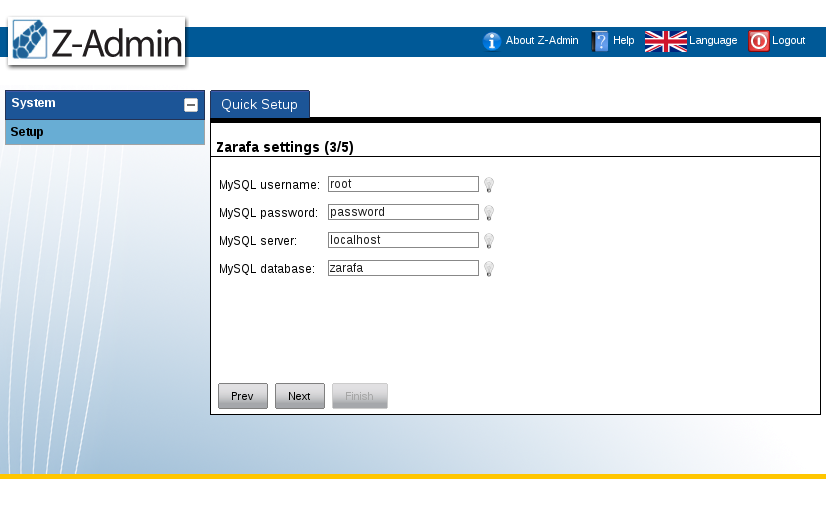 Z-Admin
About Z-Admin Help Language Logout
System
Setup
Quick Setup
Zarafa settings (3/5)
MySQL username: root
MySQL password: password
MySQL server: localhost
MySQL database: zarafa
Prev Next Finish